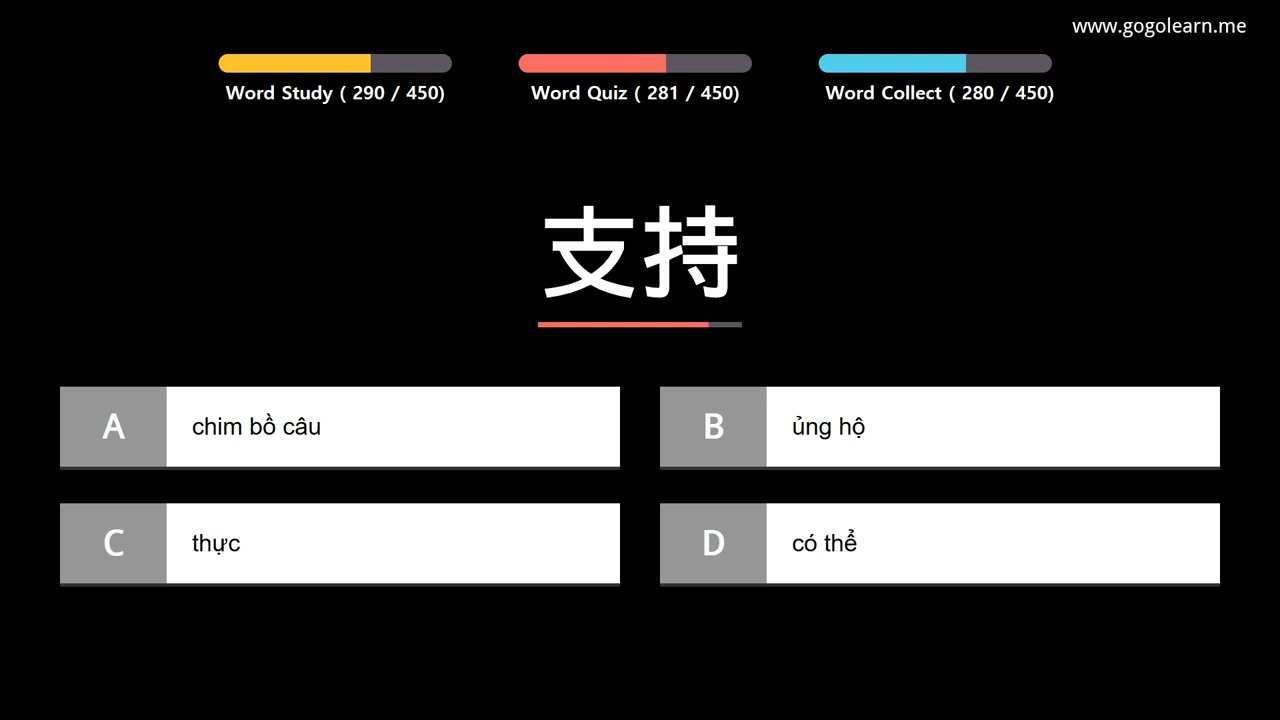 www.gogolearn.me
Word Study ( 290 / 450)
Word Quiz ( 281 / 450)
Word Collect ( 280 / 450)
支持
A chim bồ câu
B ủng hộ
C thực
D có thể